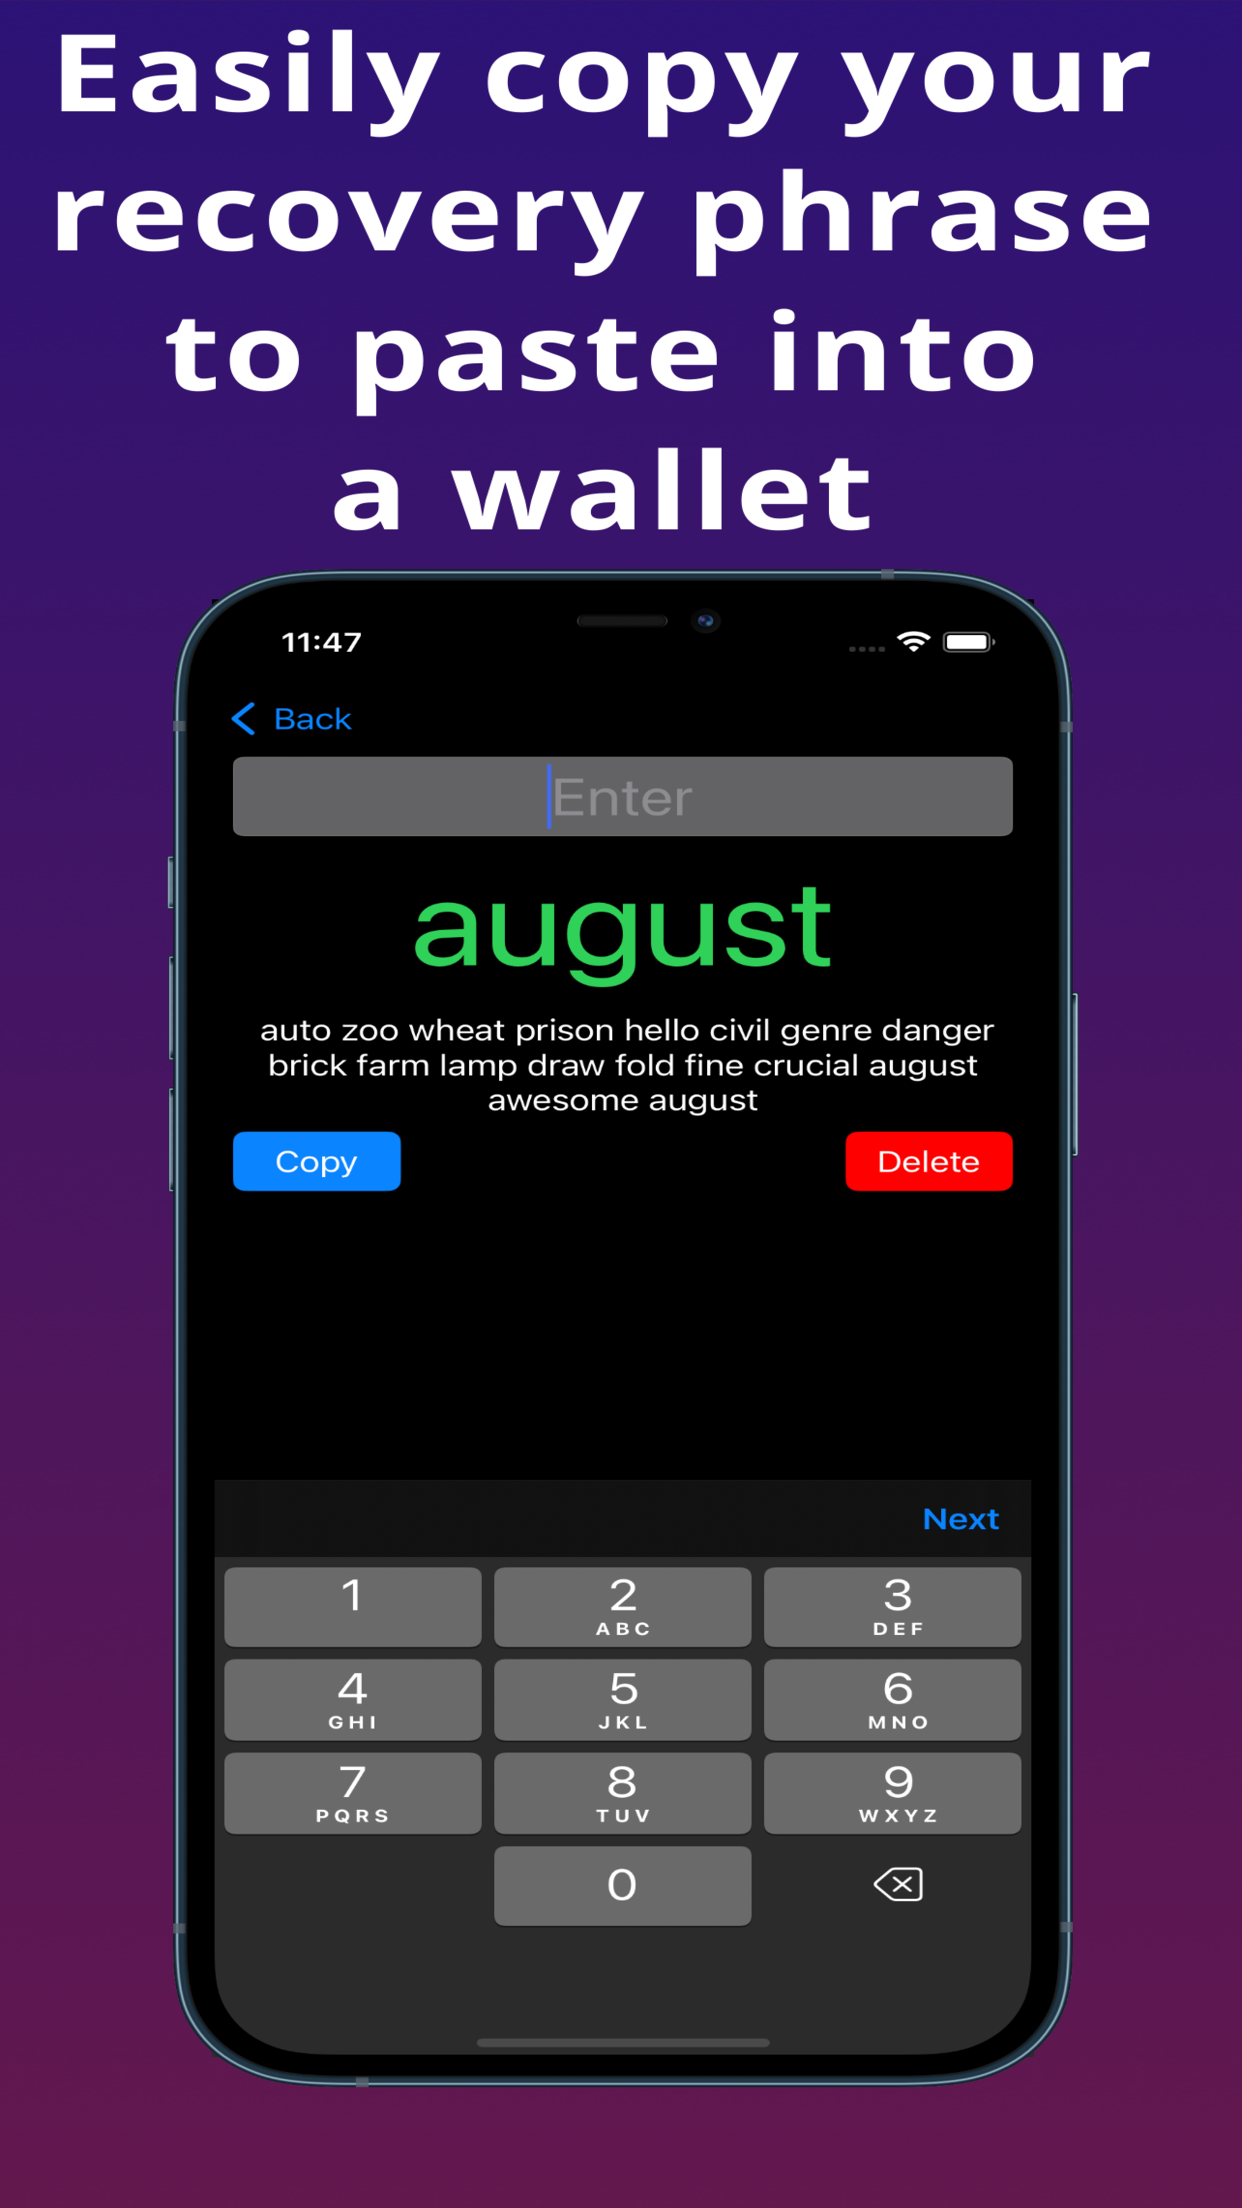 Easily copy your
recovery phrase
to paste into
a wallet
11:47
Back
Enter
august
auto zoo wheat prison hello civil genre danger
brick farm lamp draw fold fine crucial august
awesome august
Copy
Delete
Next
1
2
ABC
3
DEF
4
GHI
5
JKL
6
MNO
7
PQRS
8
TUV
9
WXYZ
0